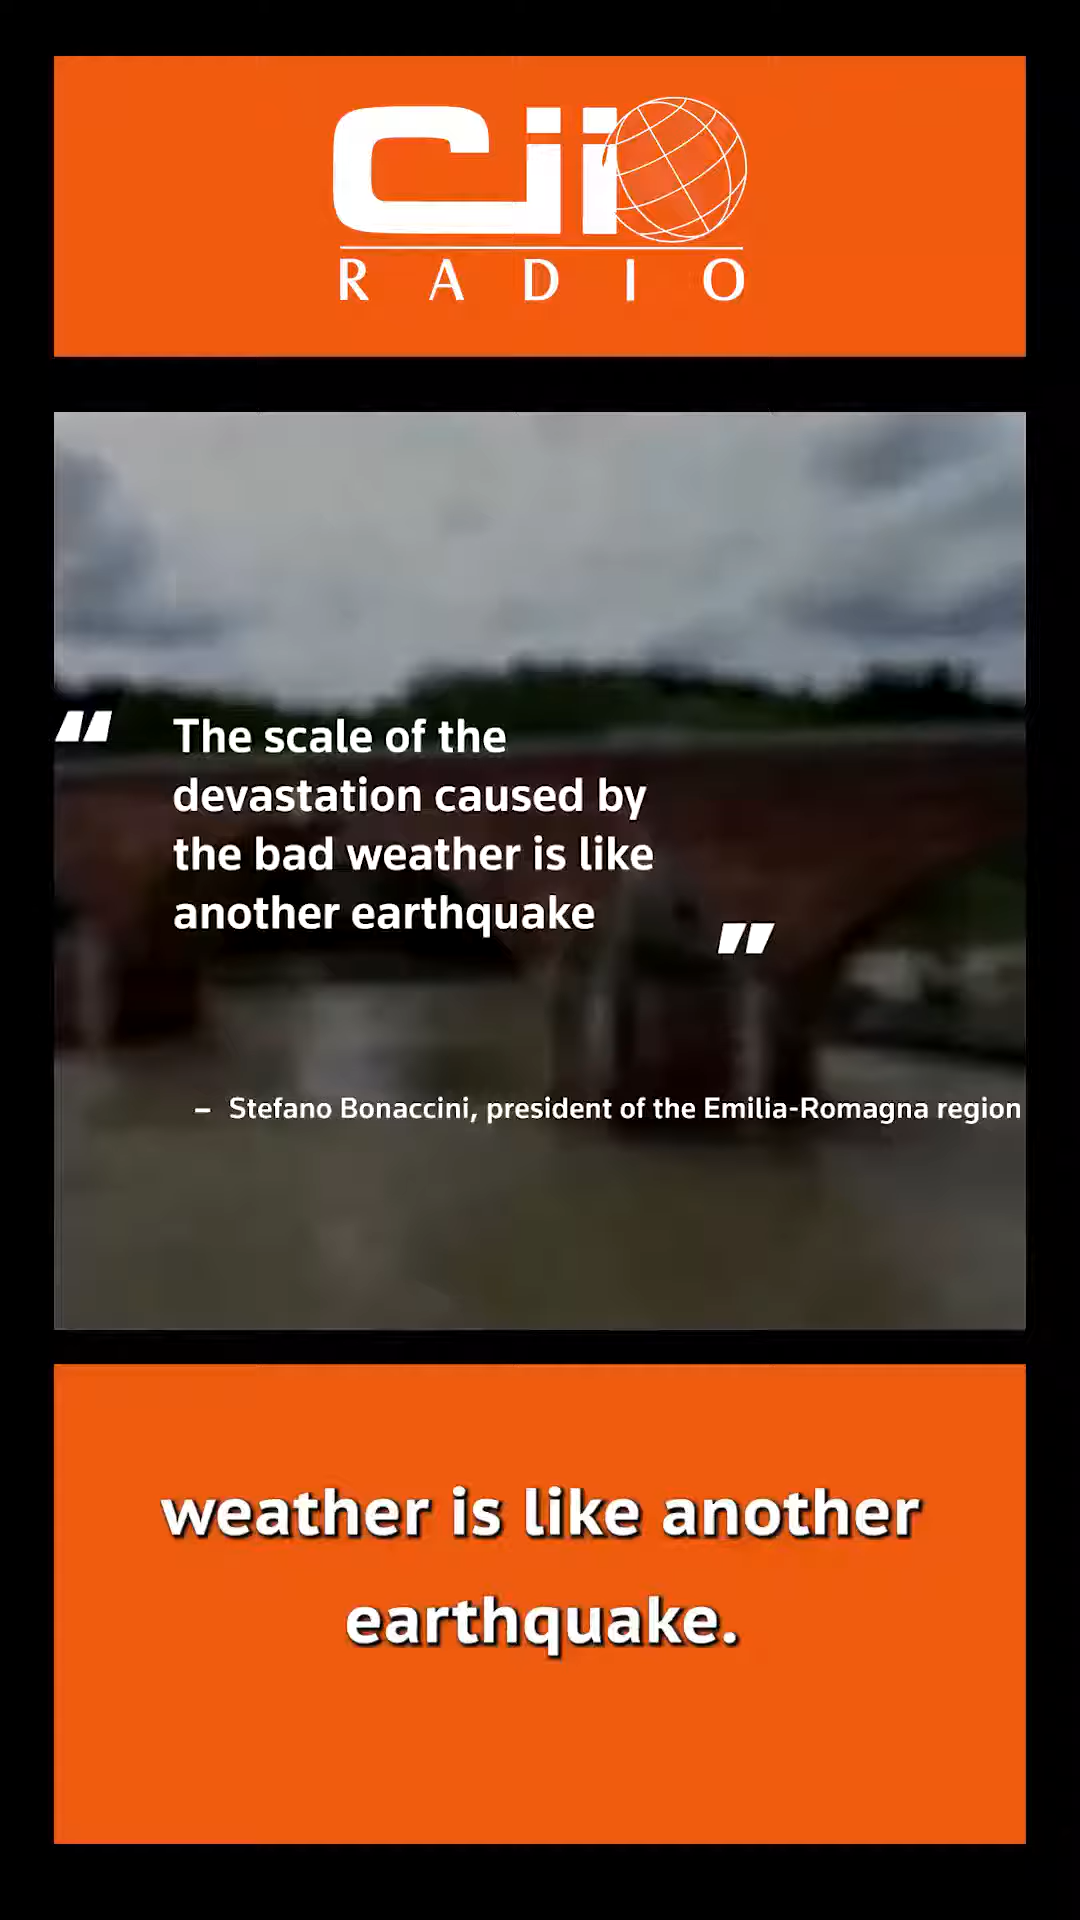 Cii
RADIO
“ The scale of the
devastation caused by
the bad weather is like
another earthquake ”
– Stefano Bonaccini, president of the Emilia-Romagna region
weather is like another
earthquake.